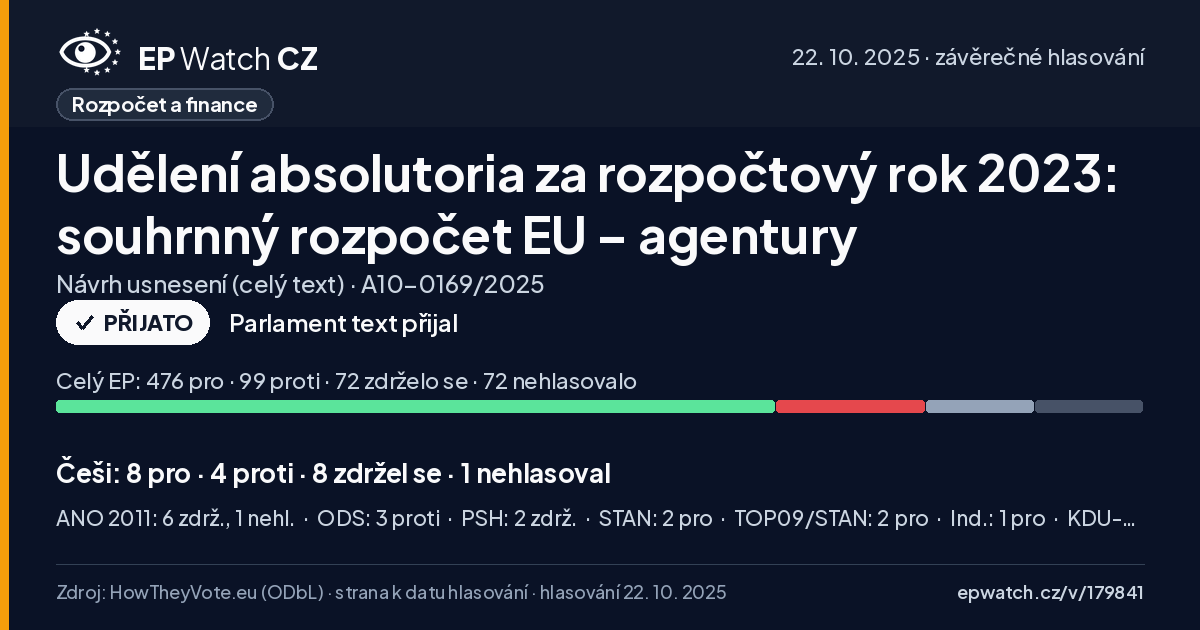 EP Watch CZ
22. 10. 2025 · závěrečné hlasování
Rozpočet a finance
Udělení absolutoria za rozpočtový rok 2023:
souhrnný rozpočet EU – agentury
Návrh usnesení (celý text) · A10-0169/2025
✓ PŘIJATO Parlament text přijal
Celý EP: 476 pro · 99 proti · 72 zdrželo se · 72 nehlasovalo
Češi: 8 pro · 4 proti · 8 zdržel se · 1 nehlasoval
ANO 2011: 6 zdrž., 1 nehl. · ODS: 3 proti · PSH: 2 zdrž. · STAN: 2 pro · TOP09/STAN: 2 pro · Ind.: 1 pro · KDU-…
Zdroj: HowTheyVote.eu (ODbL) · strana k datu hlasování · hlasování 22. 10. 2025
epwatch.cz/v/179841